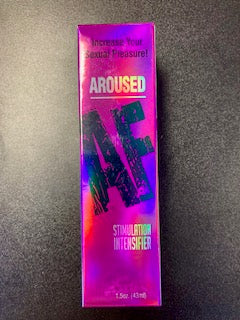 Increase Your
Sexual Pleasure!
AROUSED
AF
STIMULATION
INTENSIFIER
1.5oz. (43ml)